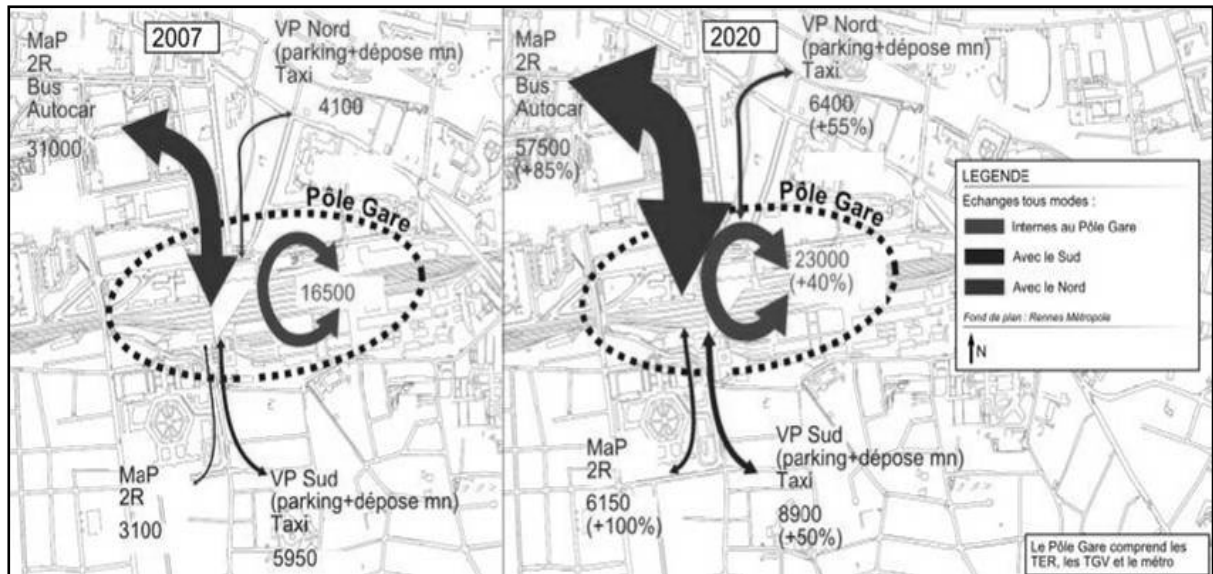 2007
MaP
2R
Bus
Autocar
31000
VP Nord
(parking+dépose mn)
Taxi
4100
Pôle Gare
16500
MaP
2R
3100
VP Sud
(parking+dépose mn)
Taxi
5950
2020
MaP
2R
Bus
Autocar
57500
(+85%)
VP Nord
(parking+dépose mn)
Taxi
6400
(+55%)
Pôle Gare
23000
(+40%)
MaP
2R
6150
(+100%)
VP Sud
(parking+dépose mn)
Taxi
8900
(+50%)
LEGENDE
Echanges tous modes :
Internes au Pôle Gare
Avec le Sud
Avec le Nord
Fond de plan : Rennes Métropole
N
Le Pôle Gare comprend les
TER, les TGV et le métro